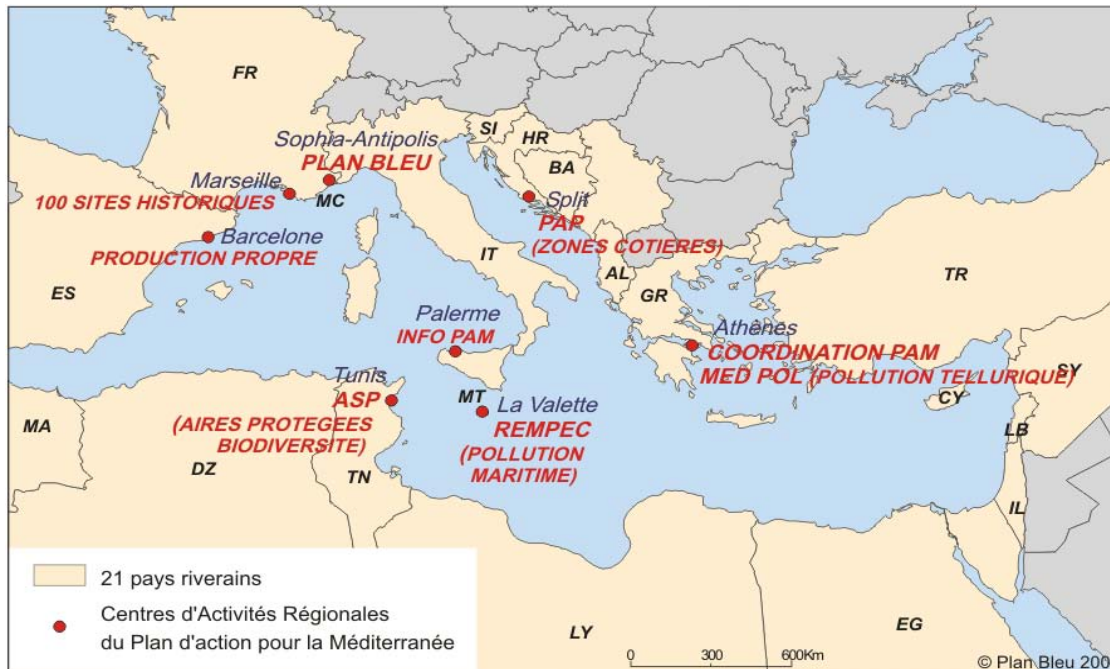 FR
SI
HR
BA
Sophia-Antipolis
PLAN BLEU
MC
Marseille
100 SITES HISTORIQUES
Barcelone
PRODUCTION PROPRE
ES
Split
PAP
(ZONES COTIERES)
IT
AL
GR
TR
Palerme
INFO PAM
Athènes
COORDINATION PAM
MED POL (POLLUTION TELLURIQUE)
SY
CY
LB
IL
Tunis
ASP
(AIRES PROTEGEES
BIODIVERSITE)
MT
La Valette
REMPEC
(POLLUTION
MARITIME)
MA
DZ
TN
LY
EG
21 pays riverains
Centres d'Activités Régionales
du Plan d'action pour la Méditerranée
0 300 600Km
© Plan Bleu 200